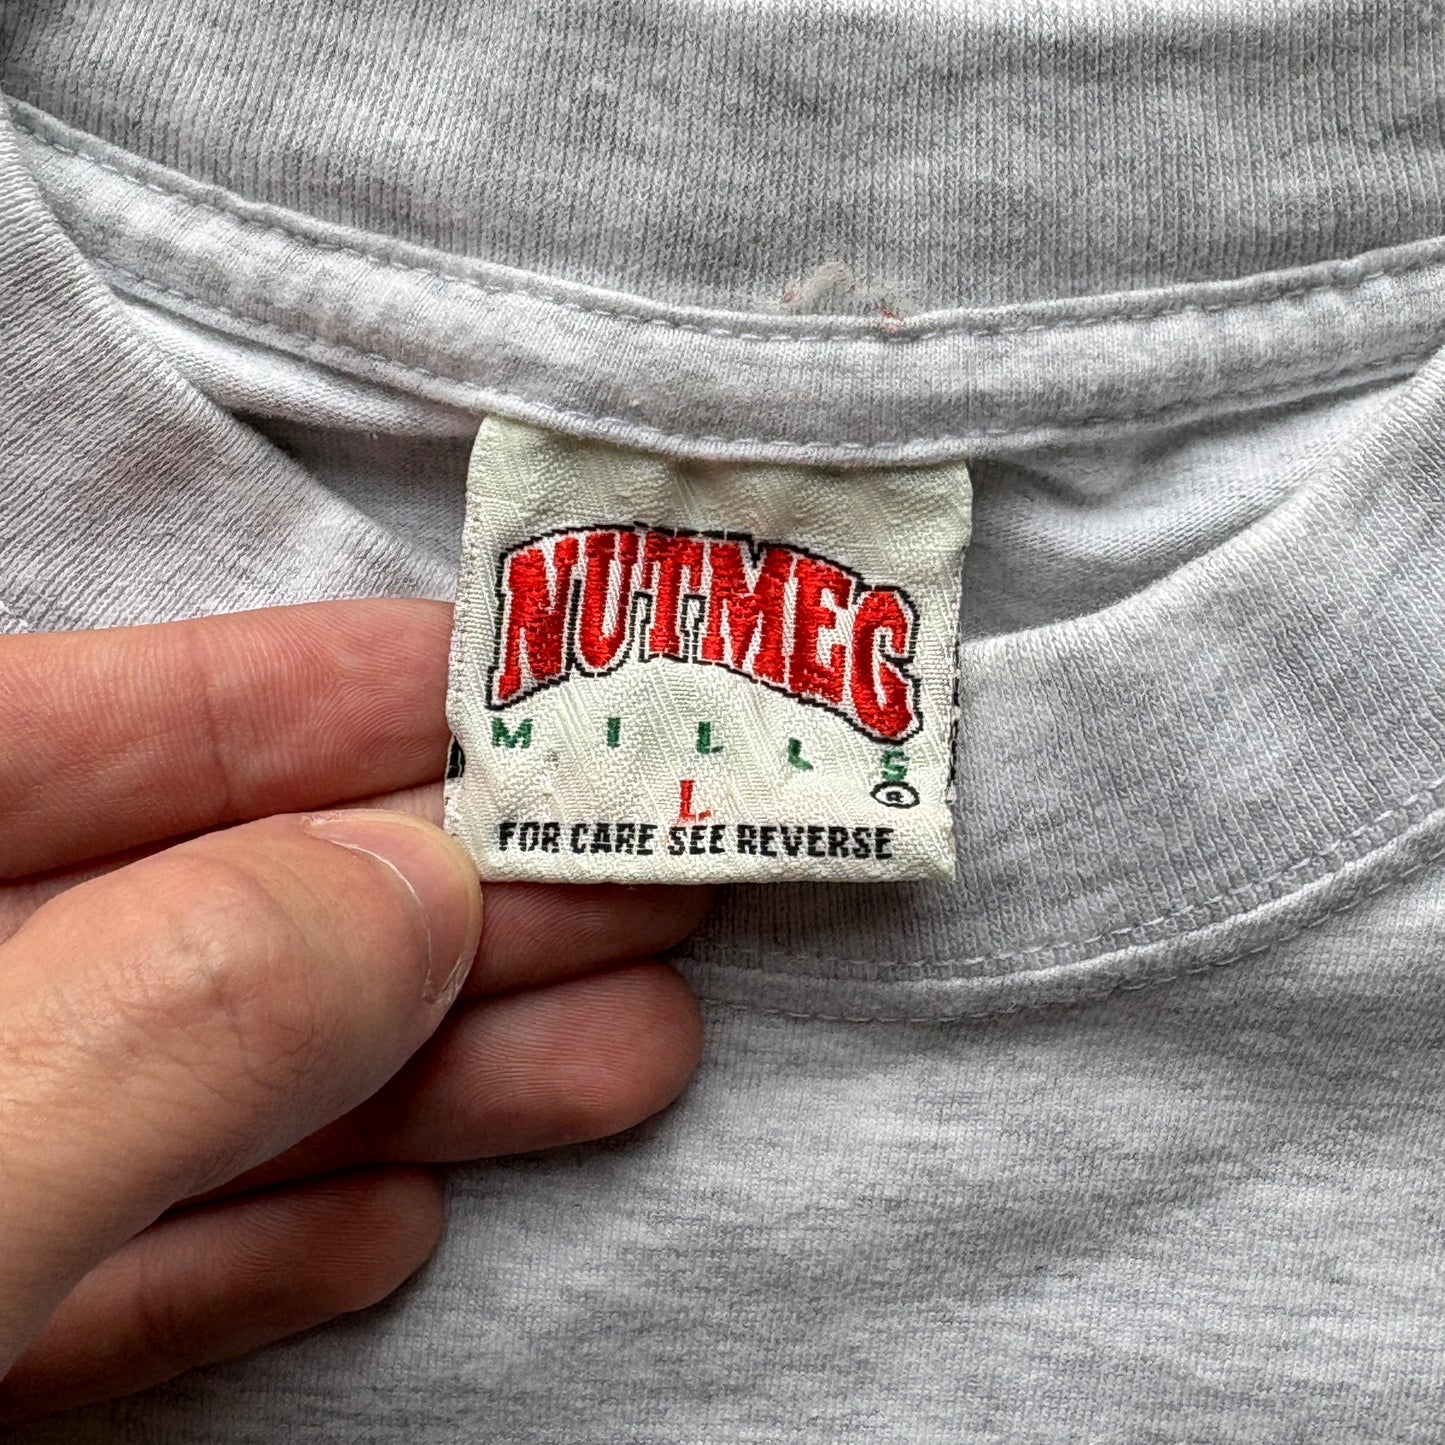 NUTMEG
MILLS
®
L
FOR CARE SEE REVERSE